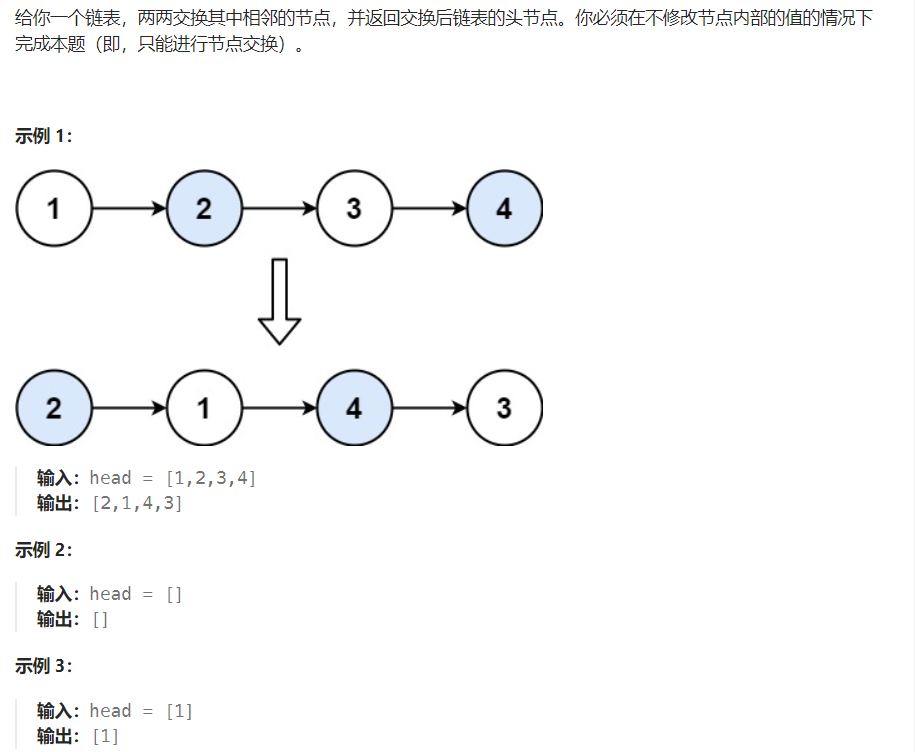 给你一个链表，两两交换其中相邻的节点，并返回交换后链表的头节点。你必须在不修改节点内部的值的情况下
完成本题（即，只能进行节点交换）。
示例 1：
1 2 3 4
2 1 4 3
输入：head = [1,2,3,4]
输出：[2,1,4,3]
示例 2：
输入：head = []
输出：[]
示例 3：
输入：head = [1]
输出：[1]